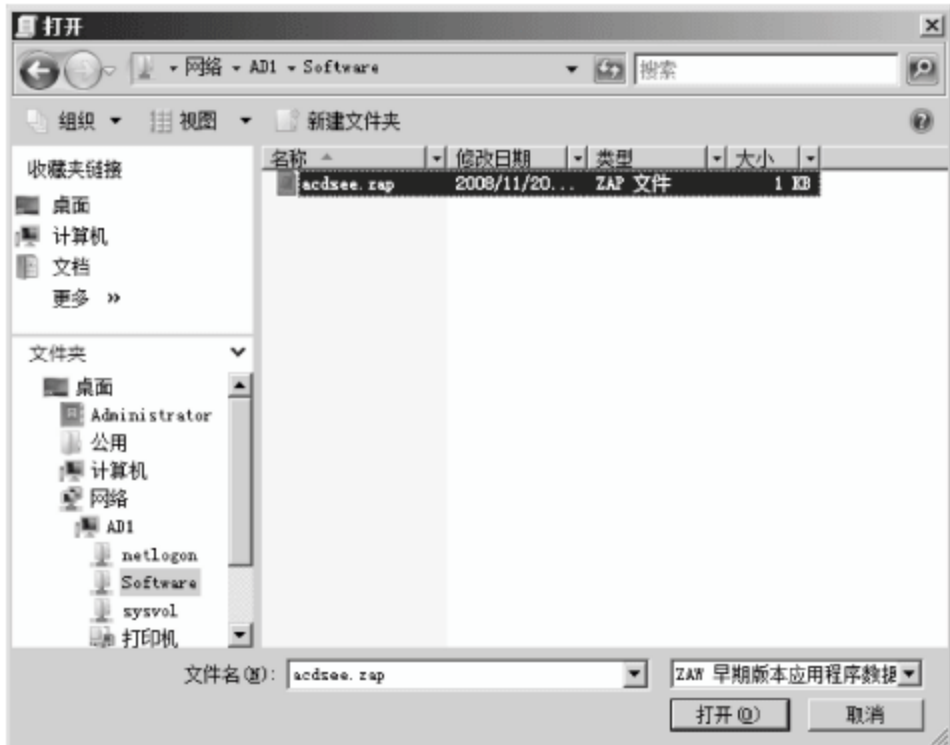 打开
网络 AD1 Software
搜索
组织 视图 新建文件夹
收藏夹链接
桌面
计算机
文档
更多 »
文件夹
桌面
Administrator
公用
计算机
网络
AD1
netlogon
Software
sysvol
打印机
名称 修改日期 类型 大小
acdsee.zap 2008/11/20... ZAP 文件 1 KB
文件名(N): acdsee.zap
ZAW 早期版本应用程序数据
打开(O) 取消